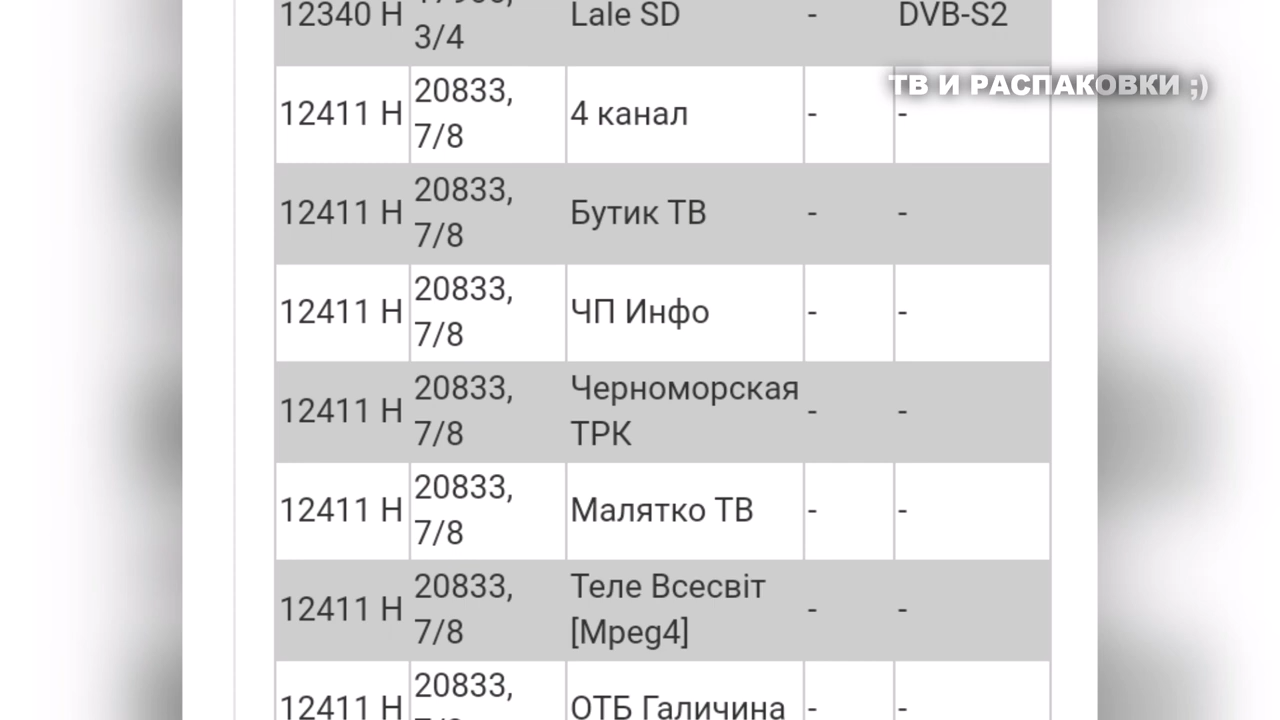 12340 H
3/4
Lale SD
-
DVB-S2
ТВ И РАСПАКОВКИ ;)
12411 H
20833,
7/8
4 канал
-
-
12411 H
20833,
7/8
Бутик ТВ
-
-
12411 H
20833,
7/8
ЧП Инфо
-
-
12411 H
20833,
7/8
Черноморская
ТРК
-
-
12411 H
20833,
7/8
Малятко ТВ
-
-
12411 H
20833,
7/8
Теле Всесвіт
[Mpeg4]
-
-
12411 H
20833,
ОТБ Галичина
-
-